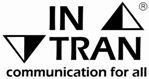 IN ®
TRAN
communication for all